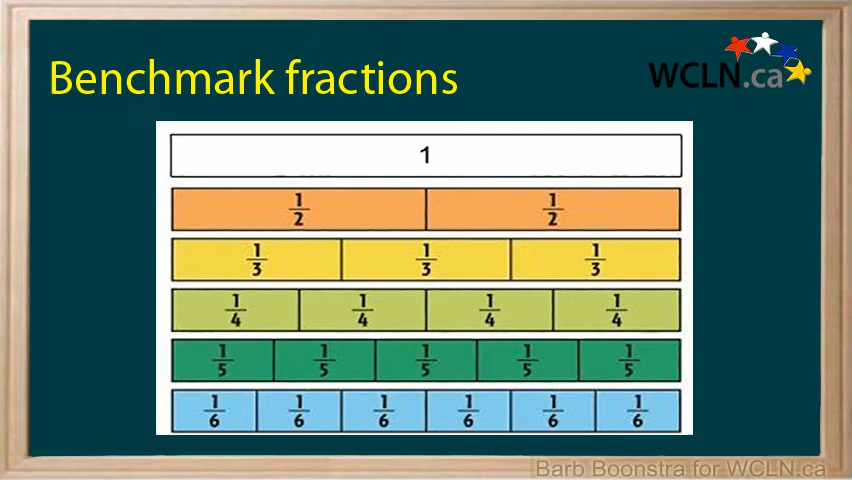 Benchmark fractions
WCLN.ca
1
1/2 1/2
1/3 1/3 1/3
1/4 1/4 1/4 1/4
1/5 1/5 1/5 1/5 1/5
1/6 1/6 1/6 1/6 1/6 1/6
Barb Boonstra for WCLN.ca